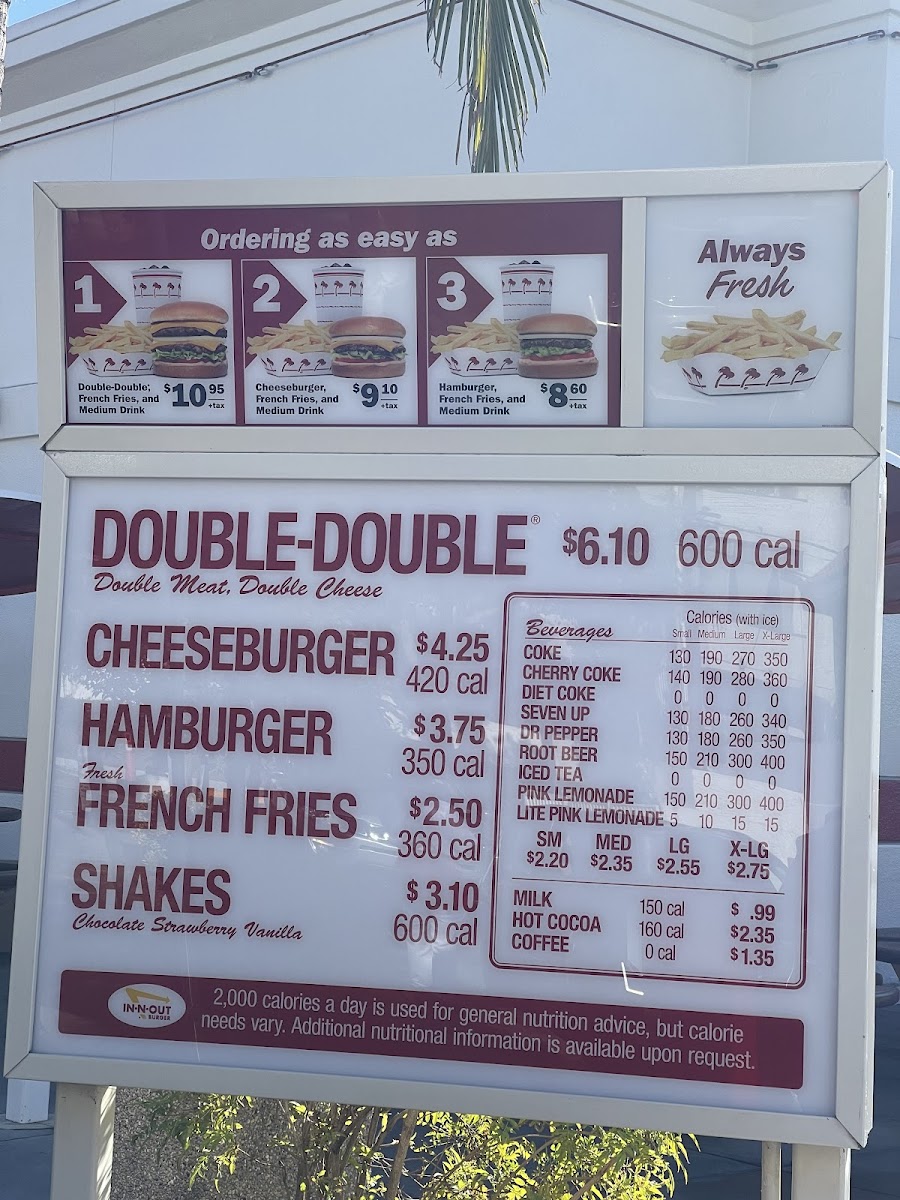 Ordering as easy as
1
Double-Double,
French Fries, and
Medium Drink
$10 95
+tax
2
Cheeseburger,
French Fries, and
Medium Drink
$9 10
+tax
3
Hamburger,
French Fries, and
Medium Drink
$8 60
+tax
Always
Fresh
DOUBLE-DOUBLE® $6.10 600 cal
Double Meat, Double Cheese
CHEESEBURGER $4.25
420 cal
HAMBURGER $3.75
350 cal
Fresh
FRENCH FRIES $2.50
360 cal
SHAKES $3.10
Chocolate Strawberry Vanilla 600 cal
Beverages Calories (with ice)
Small Medium Large X-Large
COKE 130 190 270 350
CHERRY COKE 140 190 280 360
DIET COKE 0 0 0 0
SEVEN UP 130 180 260 340
DR PEPPER 130 180 260 350
ROOT BEER 150 210 300 400
ICED TEA 0 0 0 0
PINK LEMONADE 150 210 300 400
LITE PINK LEMONADE 5 10 15 15
SM MED LG X-LG
$2.20 $2.35 $2.55 $2.75
MILK 150 cal $ .99
HOT COCOA 160 cal $2.35
COFFEE 0 cal $1.35
IN-N-OUT
BURGER
2,000 calories a day is used for general nutrition advice, but calorie
needs vary. Additional nutritional information is available upon request.